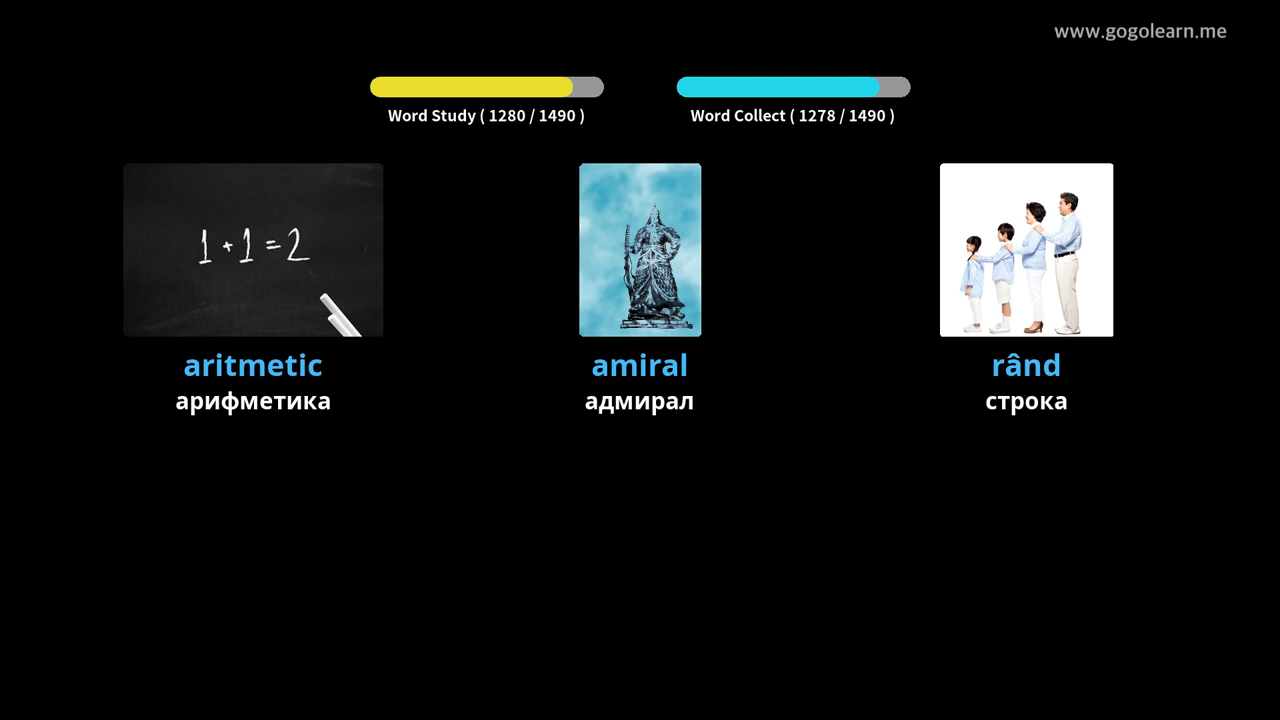 www.gogolearn.me
Word Study ( 1280 / 1490 )
Word Collect ( 1278 / 1490 )
1 + 1 = 2
aritmetic
арифметика
amiral
адмирал
rând
строка